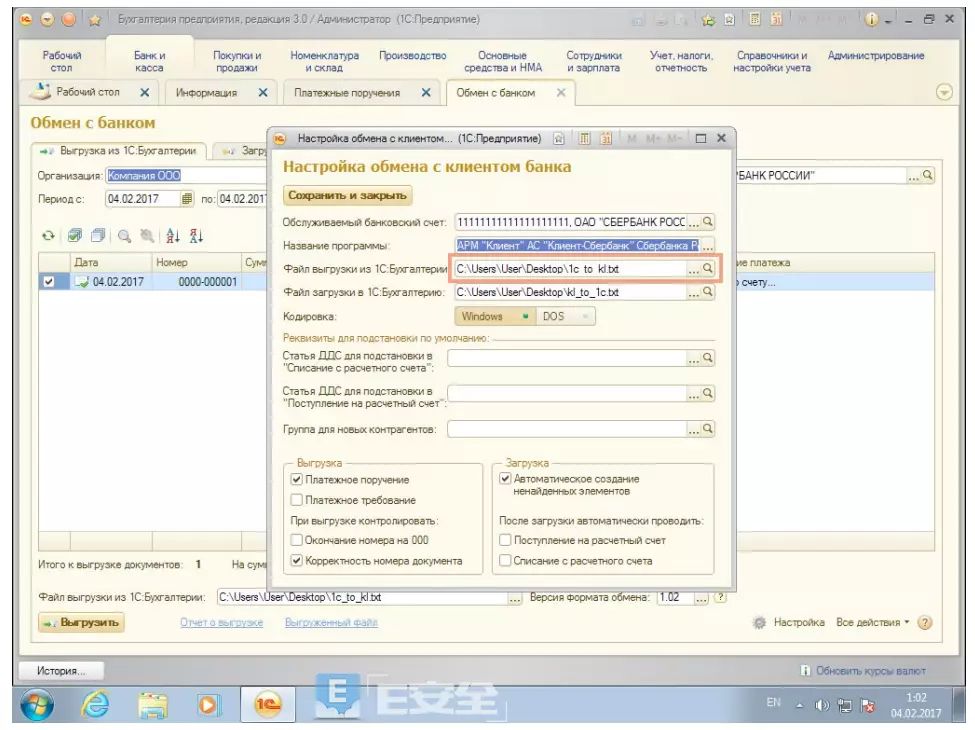 Бухгалтерия предприятия, редакция 3.0 / Администратор (1С:Предприятие)
Рабочий стол
Банк и касса
Покупки и продажи
Номенклатура и склад
Производство
Основные средства и НМА
Сотрудники и зарплата
Учет, налоги, отчетность
Справочники и настройки учета
Администрирование
Рабочий стол
Информация
Платежные поручения
Обмен с банком
Обмен с банком
Выгрузка из 1С:Бухгалтерии
Загру
Организация: Компания ООО
БАНК РОССИИ"
Период с: 04.02.2017 по: 04.02.201
Дата Номер Сумм
ие платежа
04.02.2017 0000-000001
о счету...
Настройка обмена с клиентом... (1С:Предприятие)
M M+ M-
Настройка обмена с клиентом банка
Сохранить и закрыть
Обслуживаемый банковский счет: 11111111111111111111, ОАО "СБЕРБАНК РОСС ...
Название программы: АРМ "Клиент" АС "Клиент-Сбербанк" Сбербанка Р ...
Файл выгрузки из 1С:Бухгалтерии C:\Users\User\Desktop\1c_to_kl.txt ...
Файл загрузки в 1С:Бухгалтерию: C:\Users\User\Desktop\kl_to_1c.txt ...
Кодировка: Windows DOS
Реквизиты для подстановки по умолчанию:
Статья ДДС для подстановки в
"Списание с расчетного счета":
Статья ДДС для подстановки в
"Поступление на расчетный счет":
Группа для новых контрагентов:
Выгрузка
Платежное поручение
Платежное требование
При выгрузке контролировать:
Окончание номера на 000
Корректность номера документа
Загрузка
Автоматическое создание
ненайденных элементов
После загрузки автоматически проводить:
Поступление на расчетный счет
Списание с расчетного счета
Итого к выгрузке документов: 1 На сумм
Файл выгрузки из 1С:Бухгалтерии: C:\Users\User\Desktop\1c_to_kl.txt ... Версия формата обмена: 1.02 ... ?
Выгрузить
Отчет о выгрузке
Выгруженный файл
Настройка
Все действия
История...
Обновить курсы валют
E安全
EN
1:02
04.02.2017